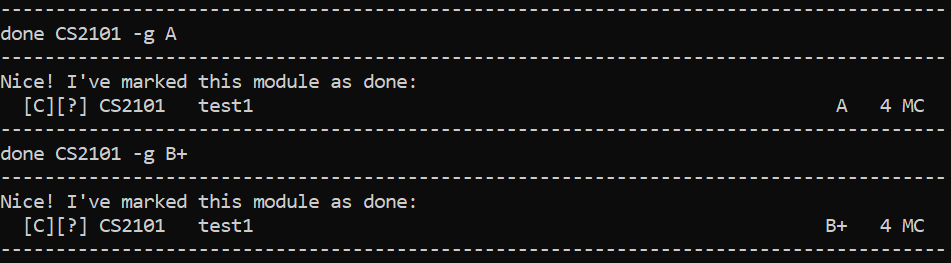 --------------------------------------------------------------------------------------
done CS2101 -g A
--------------------------------------------------------------------------------------
Nice! I've marked this module as done:
  [C][?] CS2101   test1                                                     A   4 MC
--------------------------------------------------------------------------------------
done CS2101 -g B+
--------------------------------------------------------------------------------------
Nice! I've marked this module as done:
  [C][?] CS2101   test1                                                    B+   4 MC
--------------------------------------------------------------------------------------